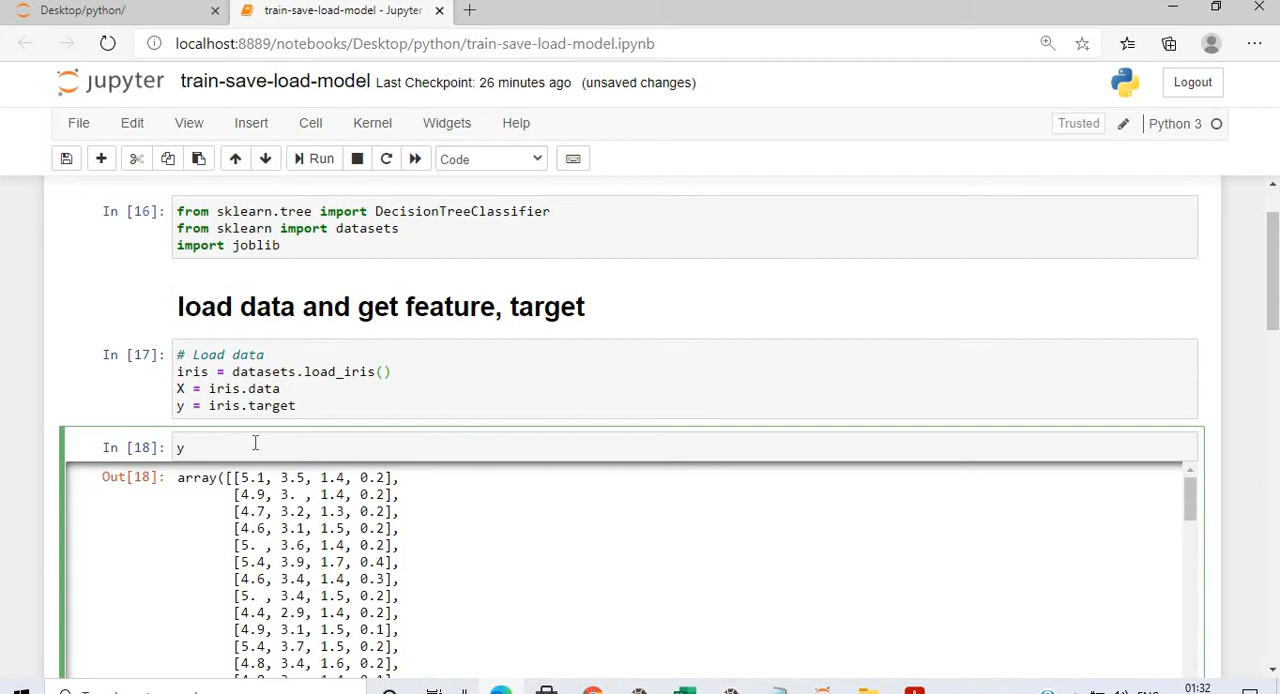 Desktop/python/
train-save-load-model - Jupyter
localhost:8889/notebooks/Desktop/python/train-save-load-model.ipynb
jupyter train-save-load-model Last Checkpoint: 26 minutes ago (unsaved changes)
Logout
File Edit View Insert Cell Kernel Widgets Help
Trusted Python 3
Run Code
In [16]: from sklearn.tree import DecisionTreeClassifier
from sklearn import datasets
import joblib
load data and get feature, target
In [17]: # Load data
iris = datasets.load_iris()
X = iris.data
y = iris.target
In [18]: y
Out[18]: array([[5.1, 3.5, 1.4, 0.2],
[4.9, 3. , 1.4, 0.2],
[4.7, 3.2, 1.3, 0.2],
[4.6, 3.1, 1.5, 0.2],
[5. , 3.6, 1.4, 0.2],
[5.4, 3.9, 1.7, 0.4],
[4.6, 3.4, 1.4, 0.3],
[5. , 3.4, 1.5, 0.2],
[4.4, 2.9, 1.4, 0.2],
[4.9, 3.1, 1.5, 0.1],
[5.4, 3.7, 1.5, 0.2],
[4.8, 3.4, 1.6, 0.2],
01:32